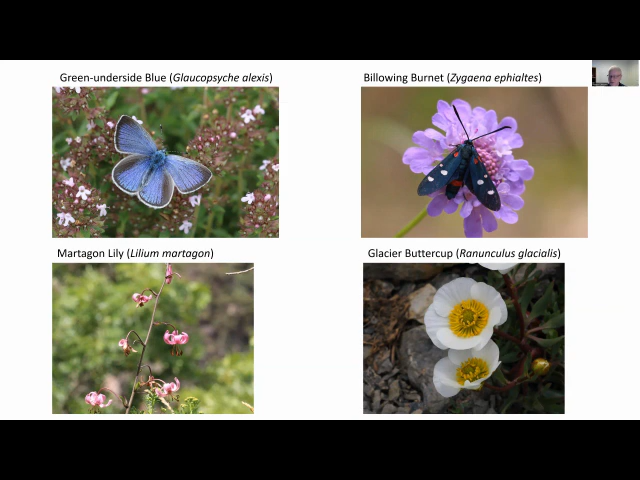 Green-underside Blue (Glaucopsyche alexis)
Billowing Burnet (Zygaena ephialtes)
Martagon Lily (Lilium martagon)
Glacier Buttercup (Ranunculus glacialis)